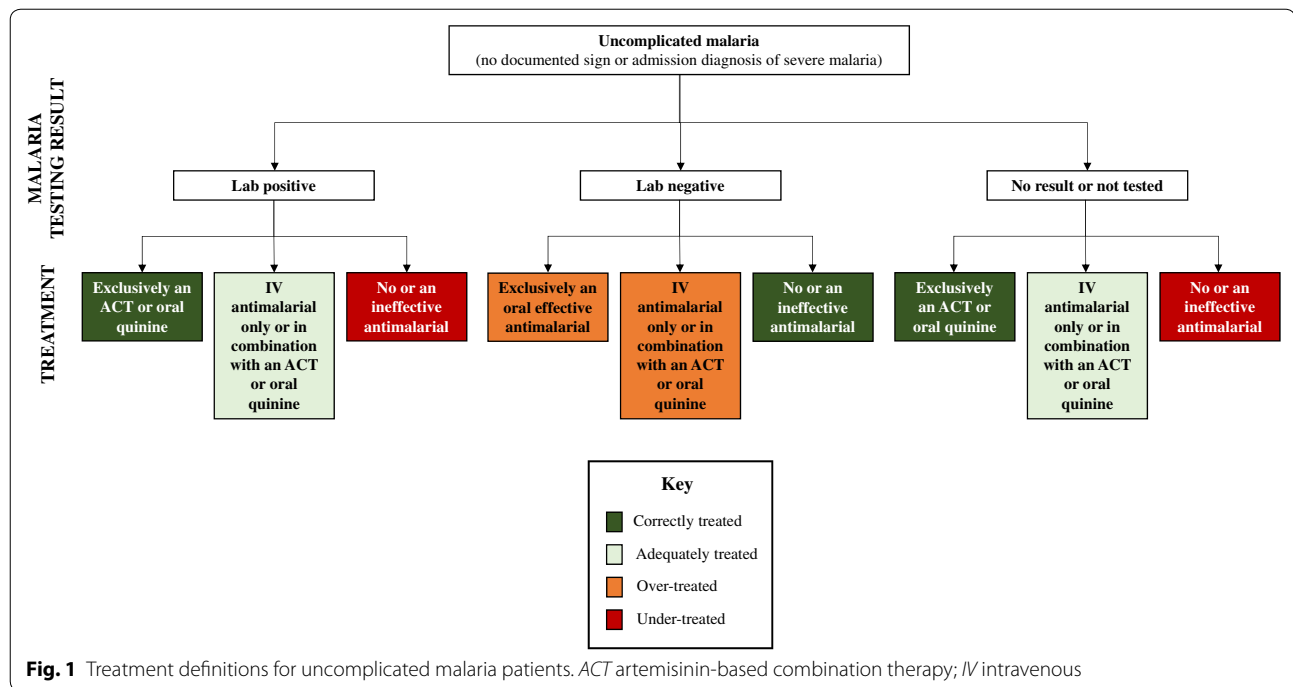 Uncomplicated malaria
(no documented sign or admission diagnosis of severe malaria)
MALARIA
TESTING RESULT
Lab positive
Lab negative
No result or not tested
TREATMENT
Exclusively an
ACT or oral
quinine
IV
antimalarial
only or in
combination
with an ACT
or oral
quinine
No or an
ineffective
antimalarial
Exclusively an
oral effective
antimalarial
IV
antimalarial
only or in
combination
with an ACT
or oral
quinine
No or an
ineffective
antimalarial
Exclusively
an ACT or
oral quinine
IV
antimalarial
only or in
combination
with an ACT
or oral
quinine
No or an
ineffective
antimalarial
Key
Correctly treated
Adequately treated
Over-treated
Under-treated
Fig. 1 Treatment definitions for uncomplicated malaria patients. ACT artemisinin-based combination therapy; IV intravenous